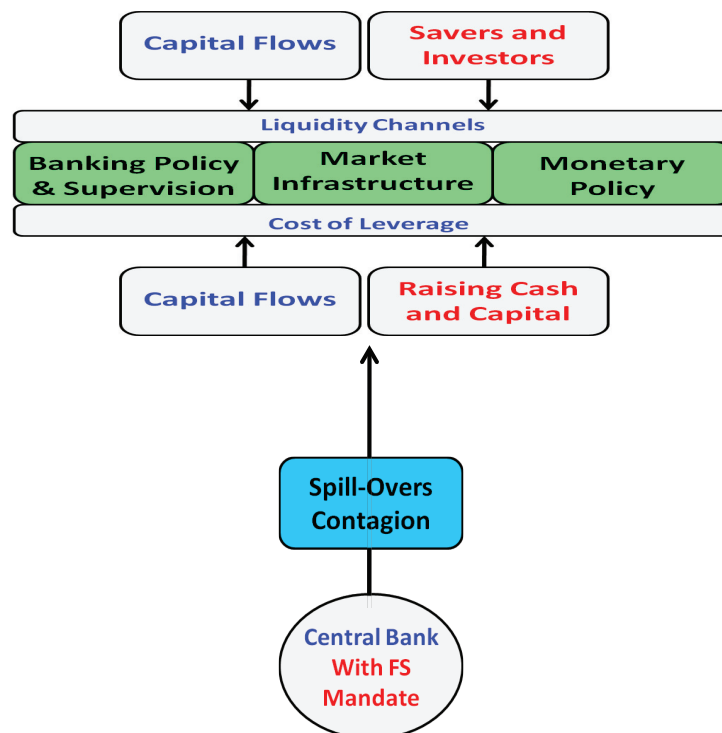 Capital Flows
Savers and
Investors
Liquidity Channels
Banking Policy
& Supervision
Market
Infrastructure
Monetary
Policy
Cost of Leverage
Capital Flows
Raising Cash
and Capital
Spill-Overs
Contagion
Central Bank
With FS
Mandate